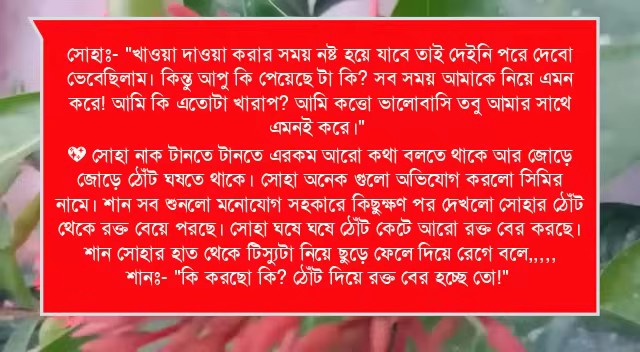 সোহাঃ- "খাওয়া দাওয়া করার সময় নষ্ট হয়ে যাবে তাই দেইনি পরে দেবো
ভেবেছিলাম। কিন্তু আপু কি পেয়েছে টা কি? সব সময় আমাকে নিয়ে এমন
করে! আমি কি এতোটা খারাপ? আমি কত্তো ভালোবাসি তবু আমার সাথে
এমনই করে।"
💖 সোহা নাক টানতে টানতে এরকম আরো কথা বলতে থাকে আর জোড়ে
জোড়ে ঠোঁট ঘষতে থাকে। সোহা অনেক গুলো অভিযোগ করলো সিমির
নামে। শান সব শুনলো মনোযোগ সহকারে কিছুক্ষণ পর দেখলো সোহার ঠোঁট
থেকে রক্ত বেয়ে পরছে। সোহা ঘষে ঘষে ঠোঁট কেটে আরো রক্ত বের করছে।
শান সোহার হাত থেকে টিস্যুটা নিয়ে ছুড়ে ফেলে দিয়ে রেগে বলে,,,,,
শানঃ- "কি করছো কি? ঠোঁট দিয়ে রক্ত বের হচ্ছে তো!"